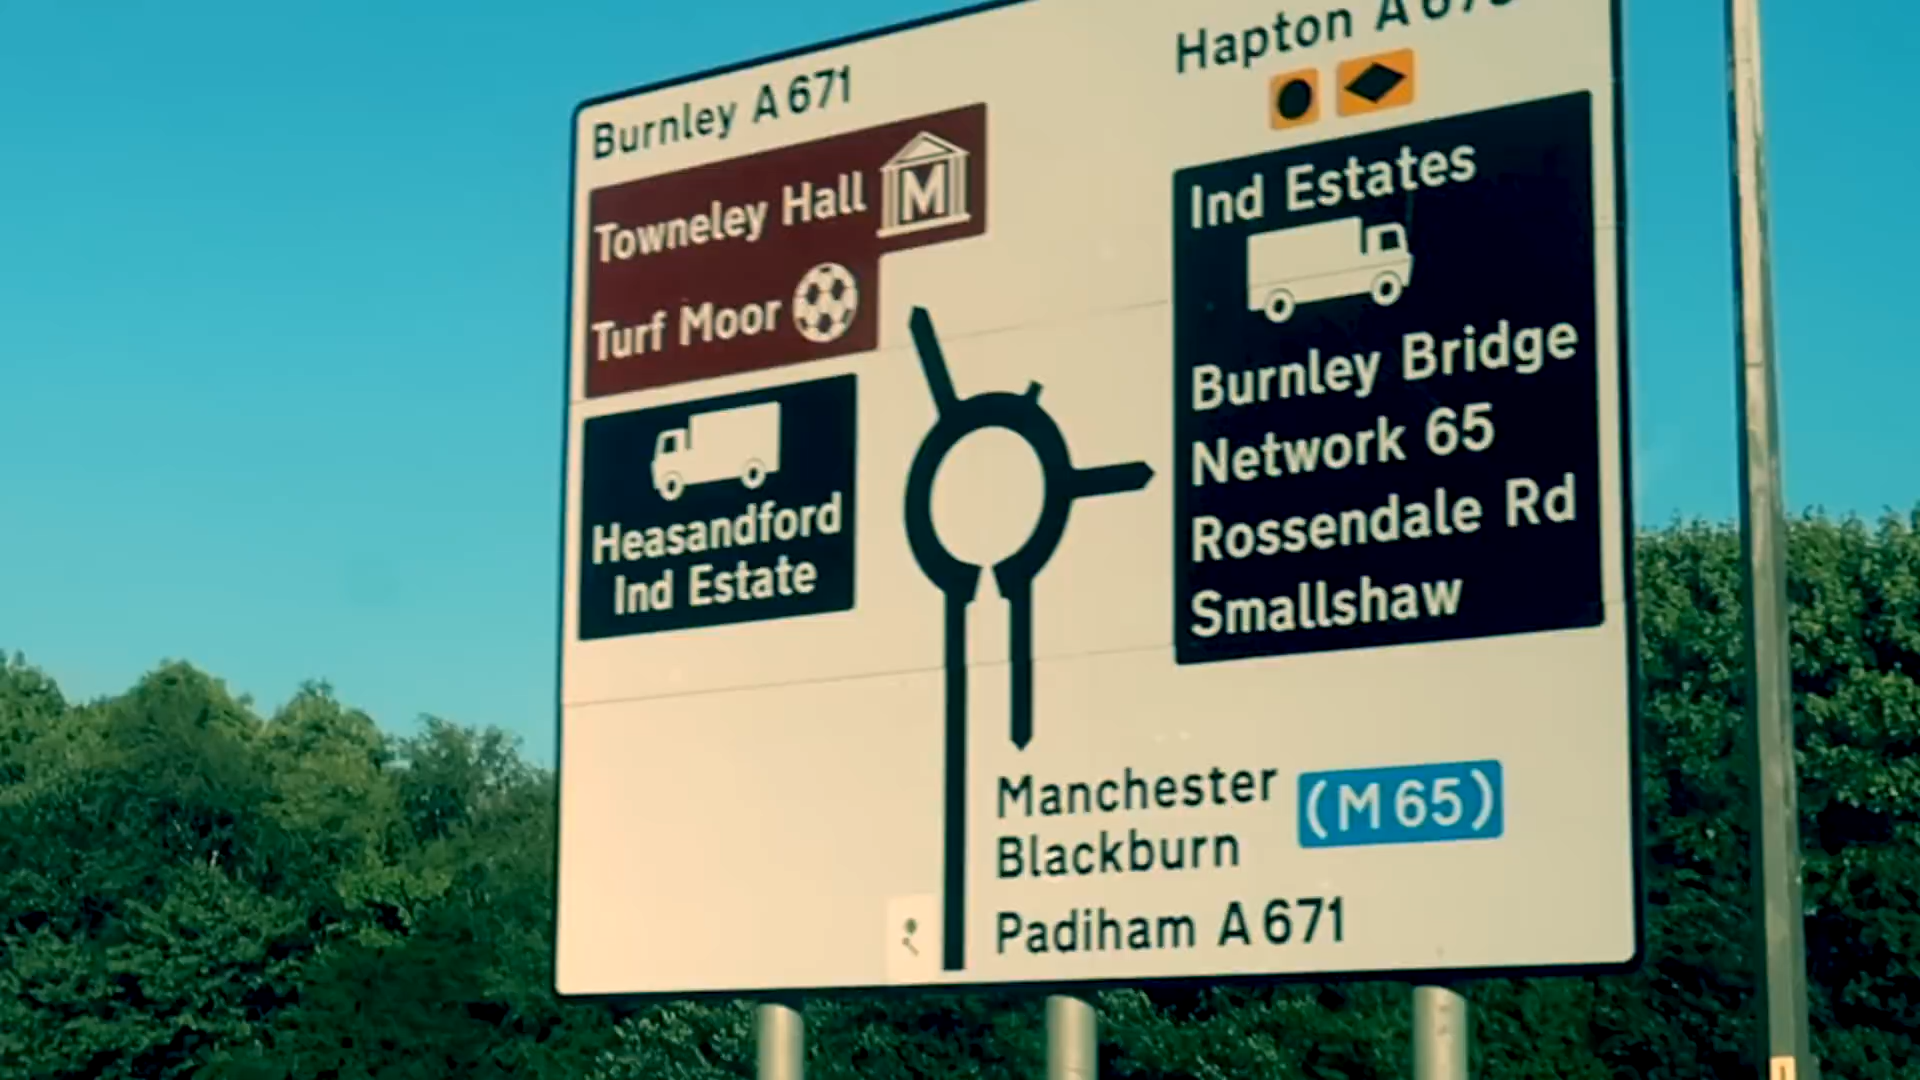 Burnley A671
Towneley Hall M
Turf Moor
Heasandford
Ind Estate
Hapton
Ind Estates
Burnley Bridge
Network 65
Rossendale Rd
Smallshaw
Manchester
Blackburn
(M65)
Padiham A671